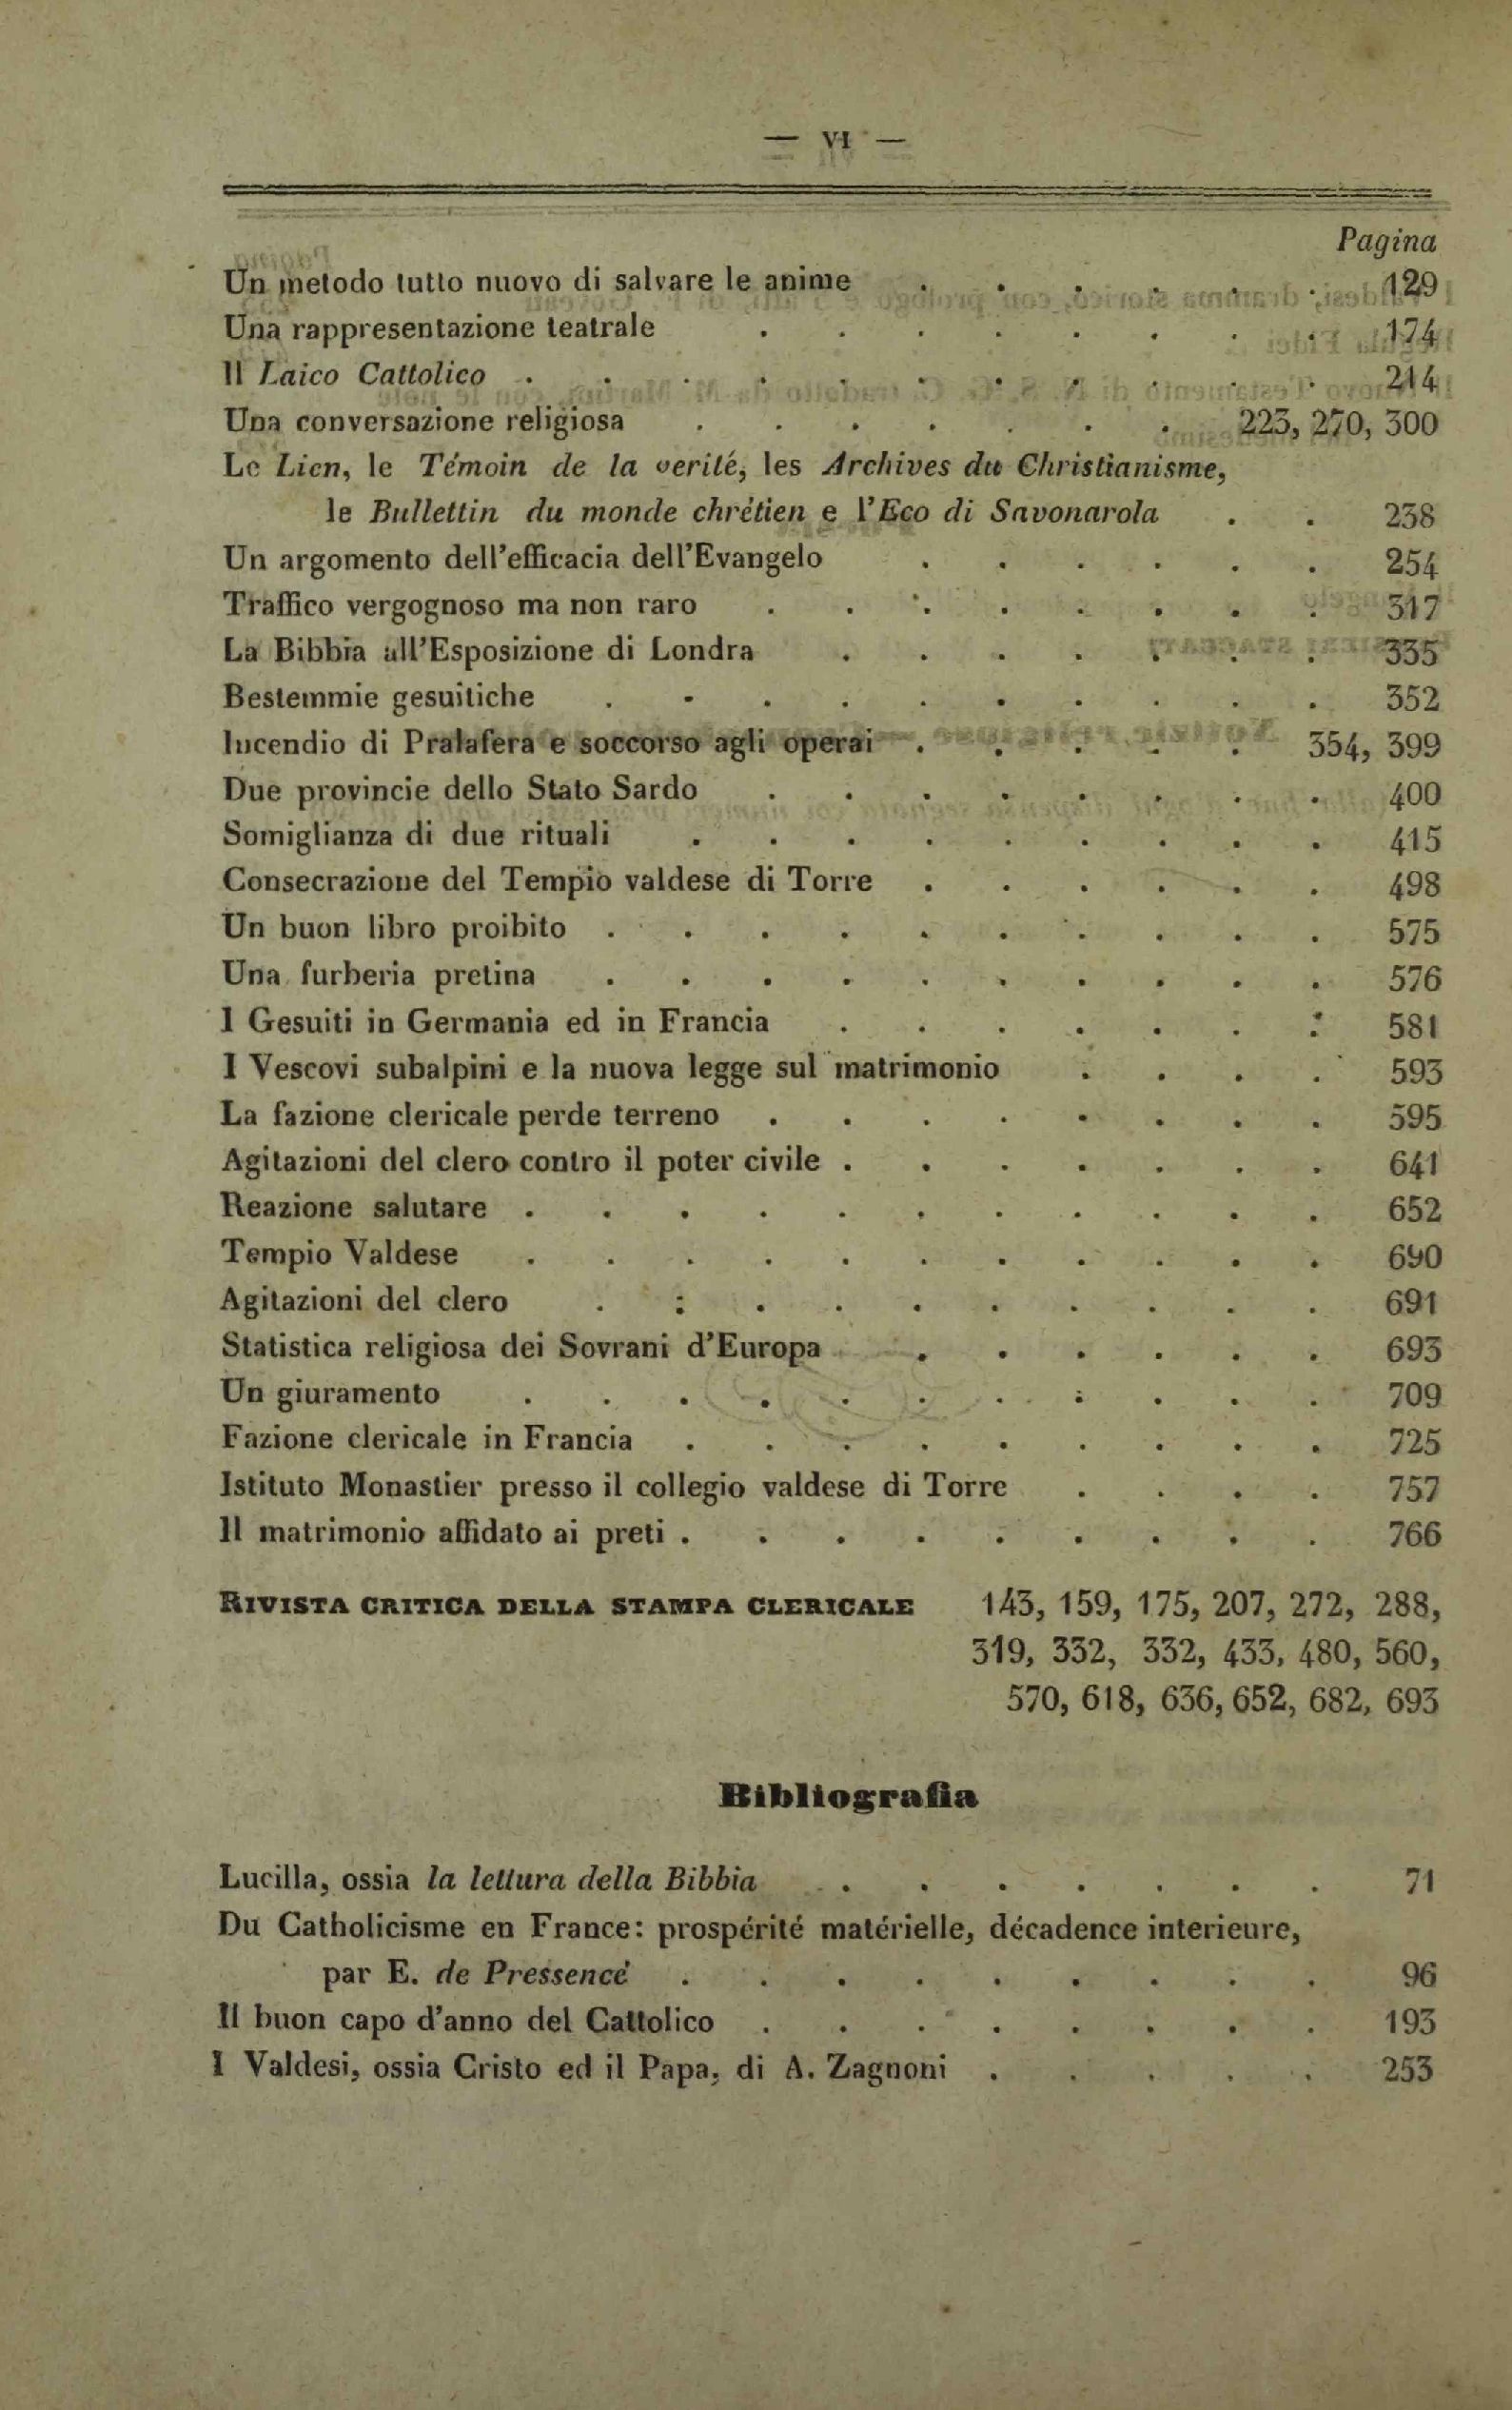 — VI —
Pagina
Un metodo tutto nuovo di salvare le anime . . . . . . 129
Una rappresentazione teatrale . . . . . . . . 174
Il Laico Cattolico . . . . . . . . . . . 214
Una conversazione religiosa . . . . . . . 223, 270, 300
Le Lien, le Témoin de la verité, les Archives du Christianisme,
le Bullettin du monde chrétien e l'Eco di Savonarola . . 238
Un argomento dell'efficacia dell'Evangelo . . . . . . 254
Traffico vergognoso ma non raro . . . . . . . . 317
La Bibbia all'Esposizione di Londra . . . . . . . 335
Bestemmie gesuitiche . . . . . . . . . . 352
Incendio di Pralafera e soccorso agli operai . . . . . 354, 399
Due provincie dello Stato Sardo . . . . . . . . 400
Somiglianza di due rituali . . . . . . . . . 415
Consecrazione del Tempio valdese di Torre . . . . . . 498
Un buon libro proibito . . . . . . . . . . 575
Una furberia pretina . . . . . . . . . . 576
I Gesuiti in Germania ed in Francia . . . . . . . 581
I Vescovi subalpini e la nuova legge sul matrimonio . . . . 593
La fazione clericale perde terreno . . . . . . . . 595
Agitazioni del clero contro il poter civile . . . . . . . 641
Reazione salutare . . . . . . . . . . . 652
Tempio Valdese . . . . . . . . . . . 690
Agitazioni del clero . . . . . . . . . . 691
Statistica religiosa dei Sovrani d'Europa . . . . . . 693
Un giuramento . . . . . . . . . . . 709
Fazione clericale in Francia . . . . . . . . . 725
Istituto Monastier presso il collegio valdese di Torre . . . . 757
Il matrimonio affidato ai preti . . . . . . . . . 766
RIVISTA CRITICA DELLA STAMPA CLERICALE 143, 159, 175, 207, 272, 288,
319, 332, 332, 433, 480, 560,
570, 618, 636, 652, 682, 693
Bibliografia
Lucilla, ossia la lettura della Bibbia . . . . . . . 71
Du Catholicisme en France: prospérité matérielle, décadence interieure,
par E. de Pressencé . . . . . . . . . 96
Il buon capo d'anno del Cattolico . . . . . . . . 193
I Valdesi, ossia Cristo ed il Papa, di A. Zagnoni . . . . . 253